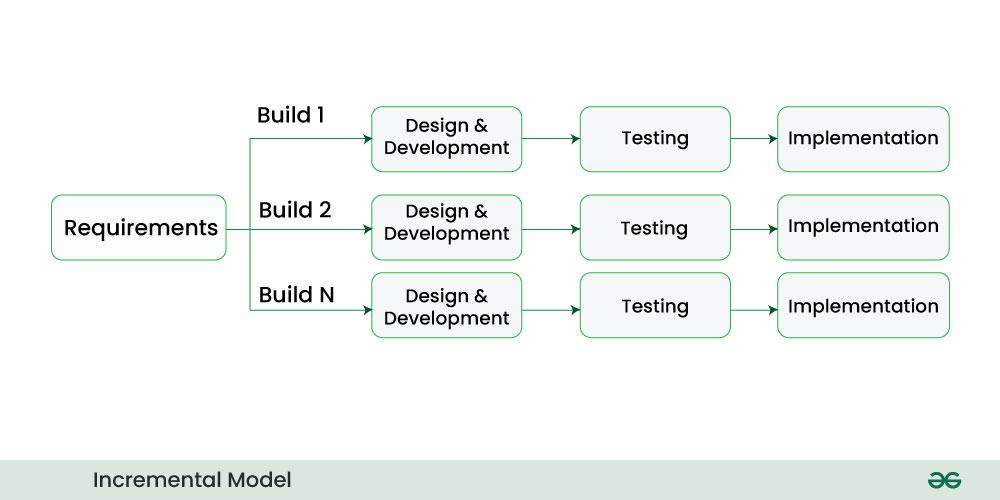 Build 1
Design &
Development
Testing
Implementation
Requirements
Build 2
Design &
Development
Testing
Implementation
Build N
Design &
Development
Testing
Implementation
Incremental Model